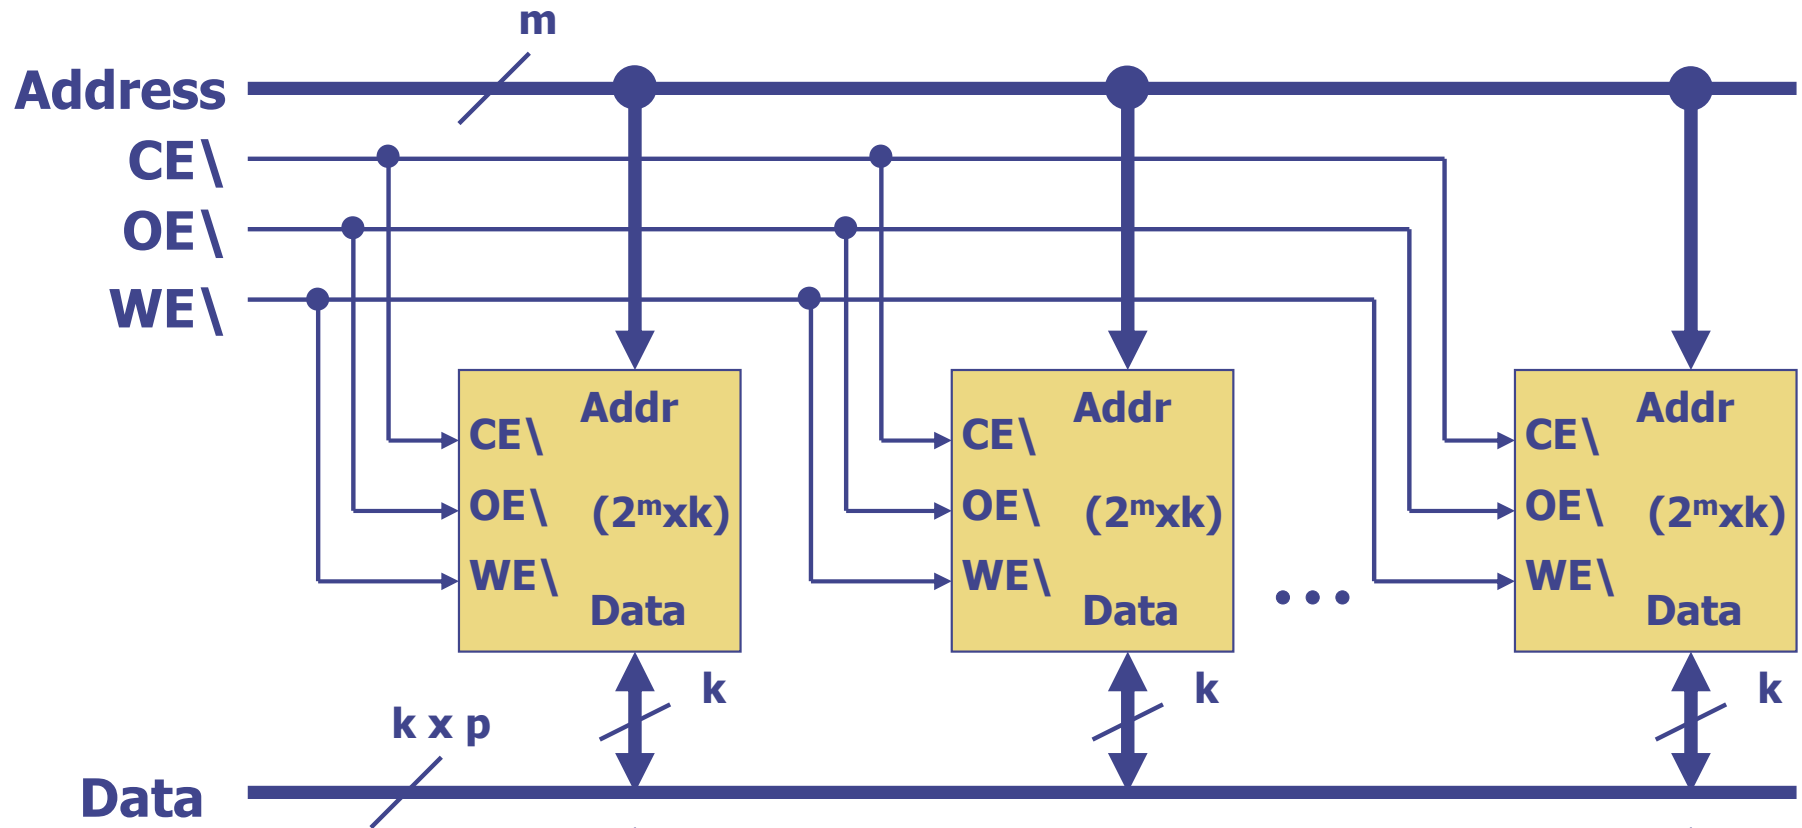 m
Address
CE\
OE\
WE\
Addr Addr Addr
CE\ CE\ CE\
OE\ (2ᵐxk) OE\ (2ᵐxk) OE\ (2ᵐxk)
WE\ WE\ WE\
Data Data ... Data
k k k
k x p
Data